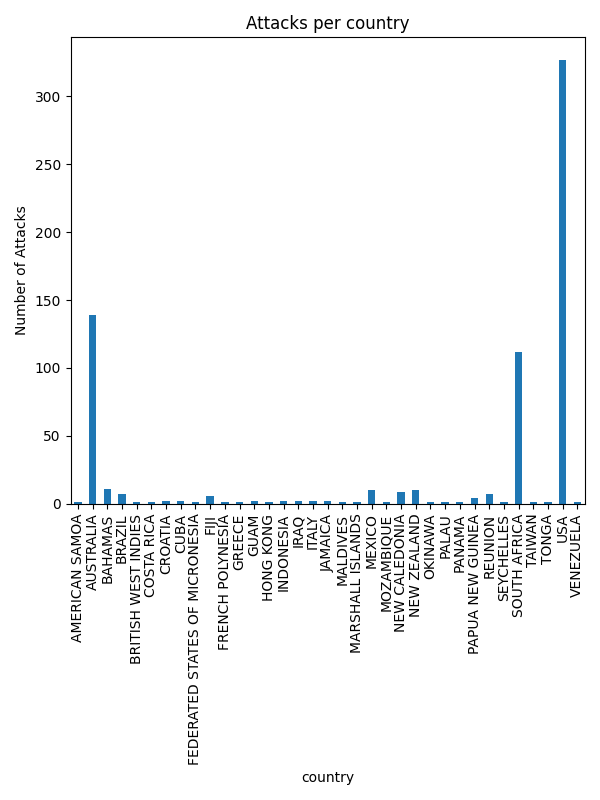 Attacks per country
Number of Attacks
300
250
200
150
100
50
0
AMERICAN SAMOA
AUSTRALIA
BAHAMAS
BRAZIL
BRITISH WEST INDIES
COSTA RICA
CROATIA
CUBA
FEDERATED STATES OF MICRONESIA
FIJI
FRENCH POLYNESIA
GREECE
GUAM
HONG KONG
INDONESIA
IRAQ
ITALY
JAMAICA
MALDIVES
MARSHALL ISLANDS
MEXICO
MOZAMBIQUE
NEW CALEDONIA
NEW ZEALAND
OKINAWA
PALAU
PANAMA
PAPUA NEW GUINEA
REUNION
SEYCHELLES
SOUTH AFRICA
TAIWAN
TONGA
USA
VENEZUELA
country